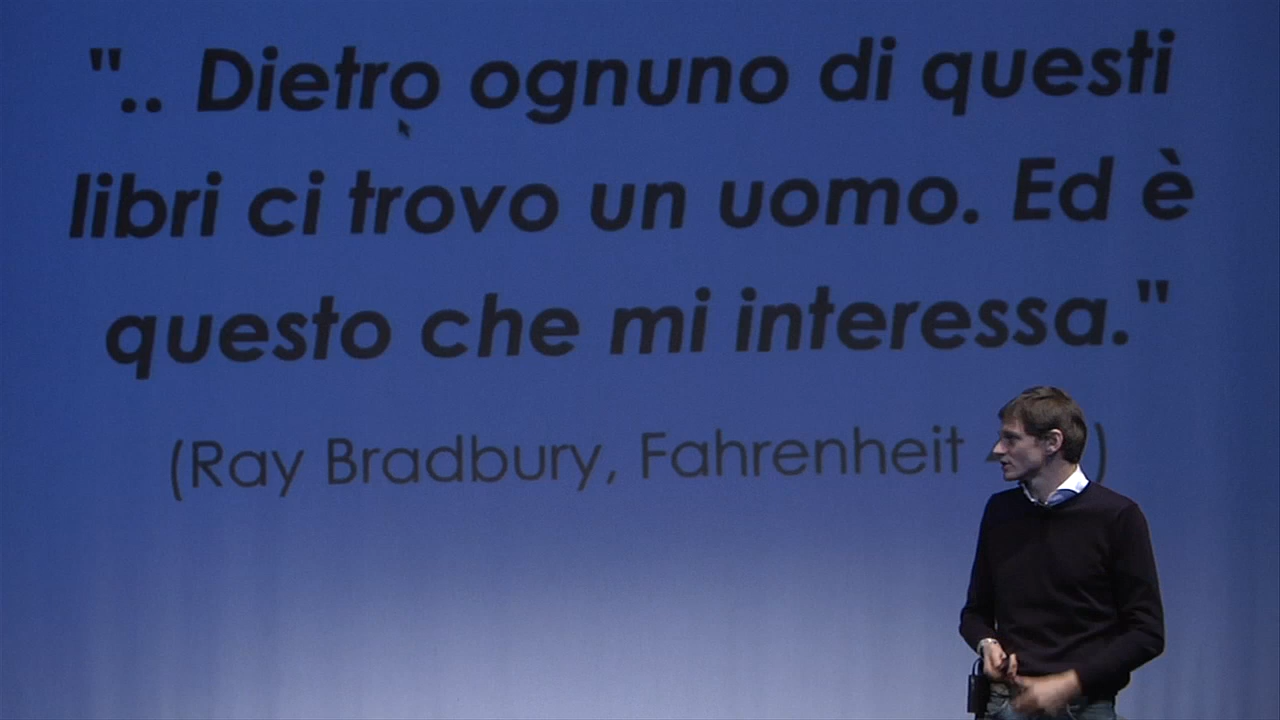 ".. Dietro ognuno di questi
libri ci trovo un uomo. Ed è
questo che mi interessa."
(Ray Bradbury, Fahrenheit )